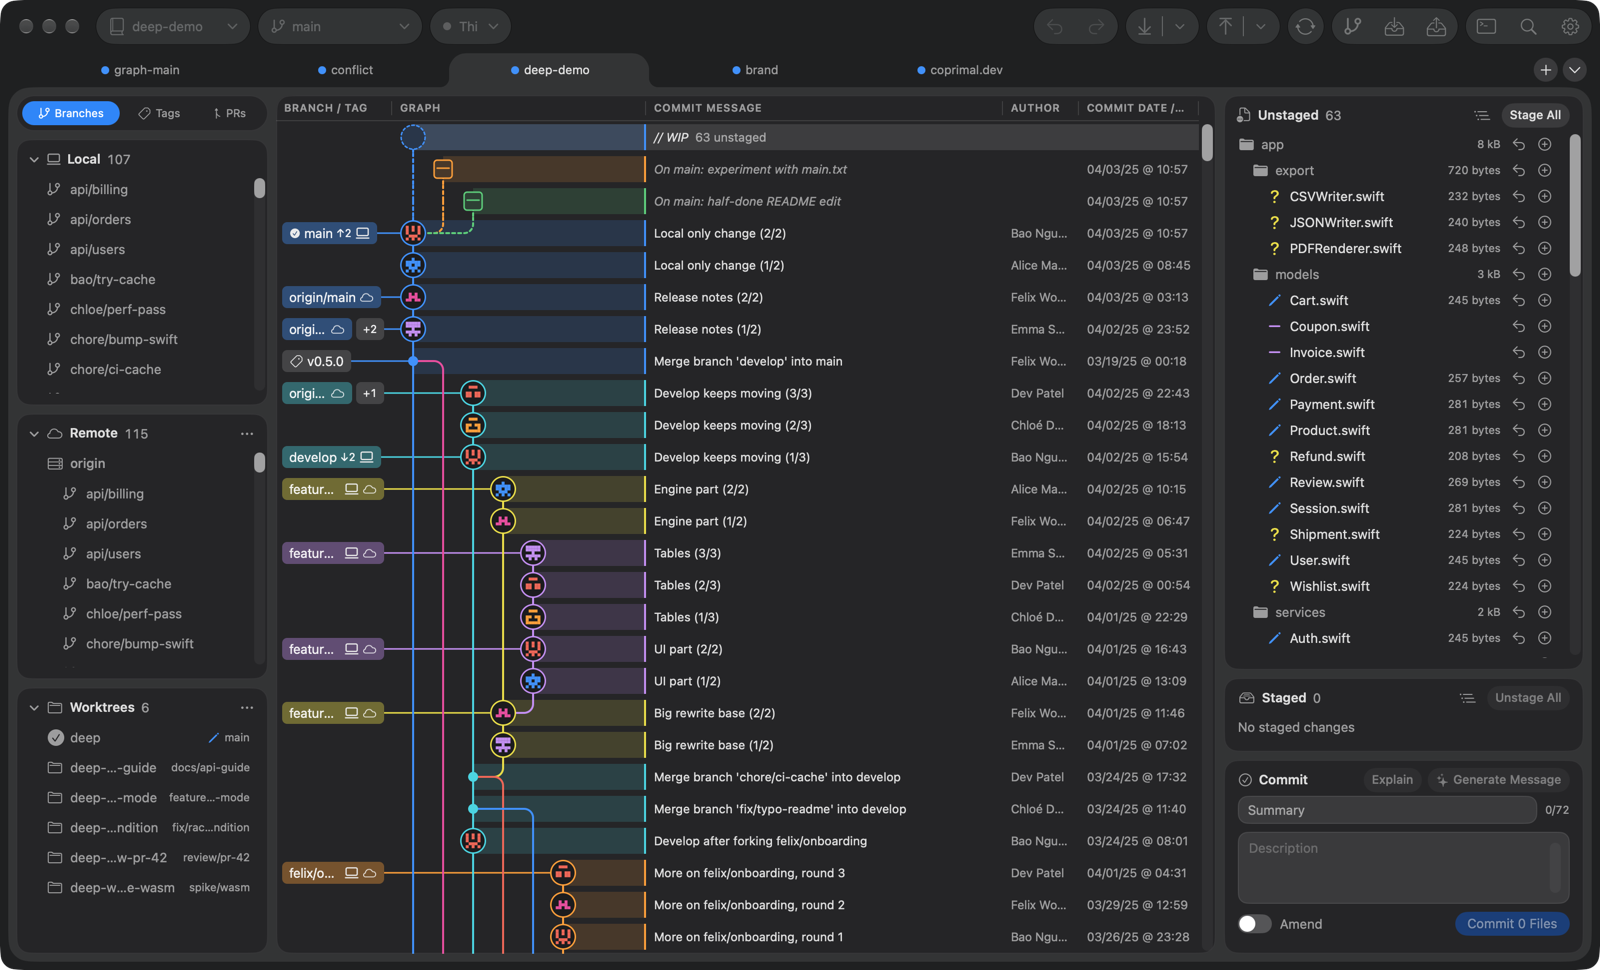 deep-demo
main
Thi
graph-main
conflict
deep-demo
brand
coprimal.dev
Branches
Tags
PRs
Local 107
api/billing
api/orders
api/users
bao/try-cache
chloe/perf-pass
chore/bump-swift
chore/ci-cache
Remote 115
origin
api/billing
api/orders
api/users
bao/try-cache
chloe/perf-pass
chore/bump-swift
Worktrees 6
deep main
deep-...-guide docs/api-guide
deep-...-mode feature...-mode
deep-...ndition fix/rac...ndition
deep-...w-pr-42 review/pr-42
deep-w...e-wasm spike/wasm
BRANCH / TAG GRAPH COMMIT MESSAGE AUTHOR COMMIT DATE /...
// WIP 63 unstaged
On main: experiment with main.txt 04/03/25 @ 10:57
On main: half-done README edit 04/03/25 @ 10:57
main ↑2 Local only change (2/2) Bao Ngu... 04/03/25 @ 10:57
Local only change (1/2) Alice Ma... 04/03/25 @ 08:45
origin/main Release notes (2/2) Felix Wo... 04/03/25 @ 03:13
origi... +2 Release notes (1/2) Emma S... 04/02/25 @ 23:52
v0.5.0 Merge branch 'develop' into main Felix Wo... 03/19/25 @ 00:18
origi... +1 Develop keeps moving (3/3) Dev Patel 04/02/25 @ 22:43
Develop keeps moving (2/3) Chloé D... 04/02/25 @ 18:13
develop ↓2 Develop keeps moving (1/3) Bao Ngu... 04/02/25 @ 15:54
featur... Engine part (2/2) Alice Ma... 04/02/25 @ 10:15
Engine part (1/2) Felix Wo... 04/02/25 @ 06:47
featur... Tables (3/3) Emma S... 04/02/25 @ 05:31
Tables (2/3) Dev Patel 04/02/25 @ 00:54
Tables (1/3) Chloé D... 04/01/25 @ 22:29
featur... UI part (2/2) Bao Ngu... 04/01/25 @ 16:43
UI part (1/2) Alice Ma... 04/01/25 @ 13:09
featur... Big rewrite base (2/2) Felix Wo... 04/01/25 @ 11:46
Big rewrite base (1/2) Emma S... 04/01/25 @ 07:02
Merge branch 'chore/ci-cache' into develop Dev Patel 03/24/25 @ 17:32
Merge branch 'fix/typo-readme' into develop Chloé D... 03/24/25 @ 11:40
Develop after forking felix/onboarding Bao Ngu... 03/24/25 @ 08:01
felix/o... More on felix/onboarding, round 3 Dev Patel 04/01/25 @ 04:31
More on felix/onboarding, round 2 Felix Wo... 03/29/25 @ 12:59
More on felix/onboarding, round 1 Bao Ngu... 03/26/25 @ 23:28
Unstaged 63 Stage All
app 8 kB
export 720 bytes
? CSVWriter.swift 232 bytes
? JSONWriter.swift 240 bytes
? PDFRenderer.swift 248 bytes
models 3 kB
Cart.swift 245 bytes
Coupon.swift
Invoice.swift
Order.swift 257 bytes
Payment.swift 281 bytes
Product.swift 281 bytes
? Refund.swift 208 bytes
Review.swift 269 bytes
Session.swift 281 bytes
? Shipment.swift 224 bytes
User.swift 245 bytes
? Wishlist.swift 224 bytes
services 2 kB
Auth.swift 245 bytes
Staged 0 Unstage All
No staged changes
Commit Explain Generate Message
Summary 0/72
Description
Amend Commit 0 Files